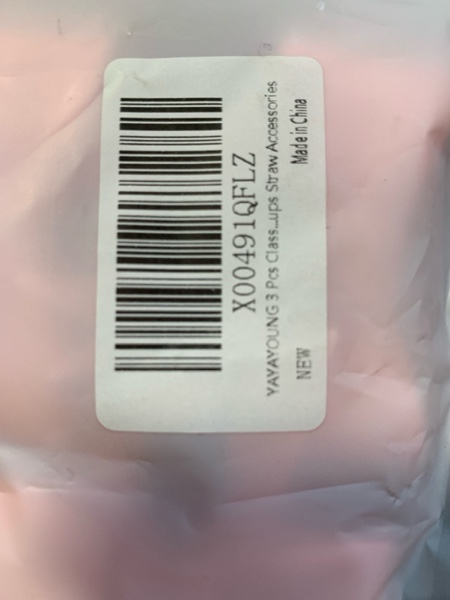 X00491QFLZ
YAYAYOUNG 3 Pcs Class...ups Straw Accessories
NEW
Made in China